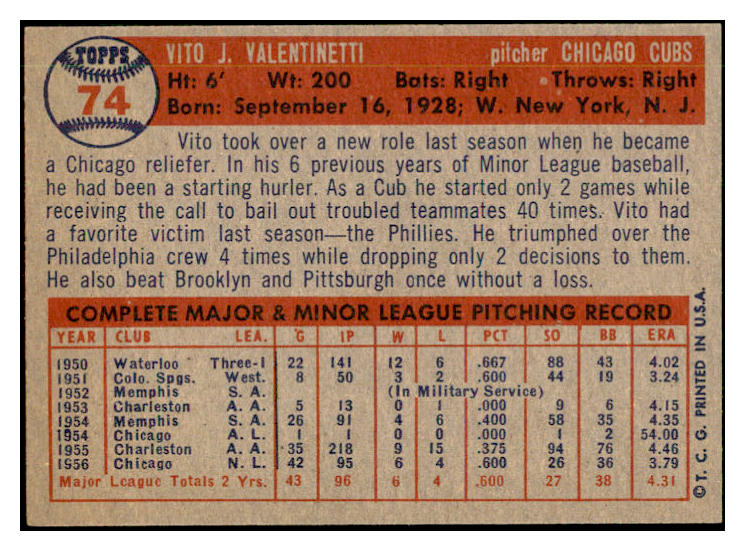 TOPPS
74
VITO J. VALENTINETTI pitcher CHICAGO CUBS
Ht: 6' Wt: 200 Bats: Right Throws: Right
Born: September 16, 1928; W. New York, N. J.
Vito took over a new role last season when he became
a Chicago reliefer. In his 6 previous years of Minor League baseball,
he had been a starting hurler. As a Cub he started only 2 games while
receiving the call to bail out troubled teammates 40 times. Vito had
a favorite victim last season—the Phillies. He triumphed over the
Philadelphia crew 4 times while dropping only 2 decisions to them.
He also beat Brooklyn and Pittsburgh once without a loss.
COMPLETE MAJOR & MINOR LEAGUE PITCHING RECORD
YEAR CLUB LEA. G IP W L PCT SO BB ERA
1950 Waterloo Three-I 22 141 12 6 .667 88 43 4.02
1951 Colo. Spgs. West. 8 50 3 2 .600 44 19 3.24
1952 Memphis S. A. (In Military Service)
1953 Charleston A. A. 5 13 0 1 .000 9 6 4.15
1954 Memphis S. A. 26 91 4 6 .400 58 35 4.35
1954 Chicago A. L. 1 1 0 0 .000 1 2 54.00
1955 Charleston A. A. 35 218 9 15 .375 94 76 4.46
1956 Chicago N. L. 42 95 6 4 .600 26 36 3.79
Major League Totals 2 Yrs. 43 96 6 4 .600 27 38 4.31
©T. C. G. PRINTED IN U.S.A.